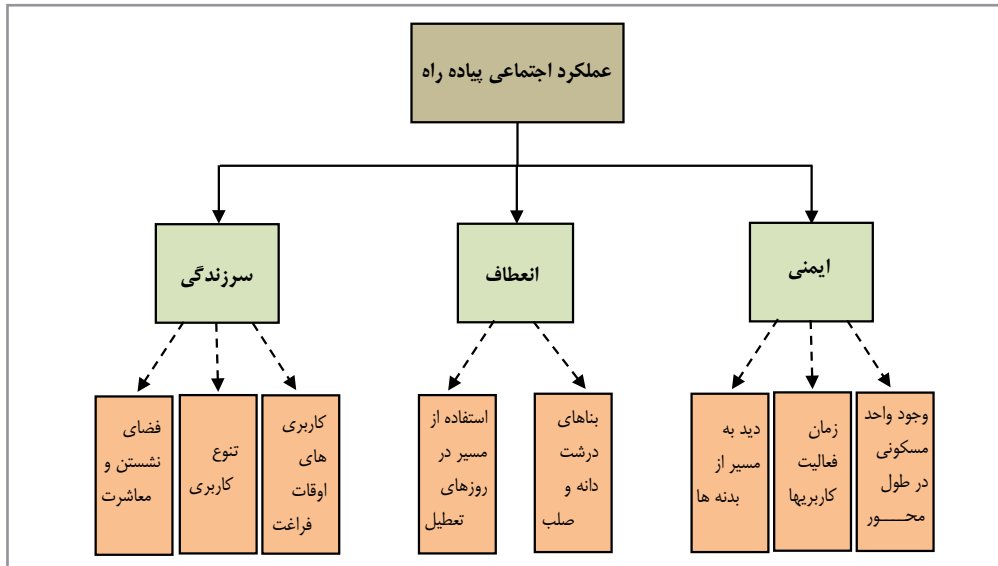 عملکرد اجتماعی پیاده راه
ایمنی
انعطاف
سرزندگی
وجود واحد
مسکونی
در طول
محـــور
زمان
فعالیت
کاربریها
دید به
مسیر از
بدنه ها
بناهای
درشت
دانه و
صلب
استفاده از
مسیر در
روزهای
تعطیل
کاربری
های
اوقات
فراغت
تنوع
کاربری
فضای
نشستن و
معاشرت